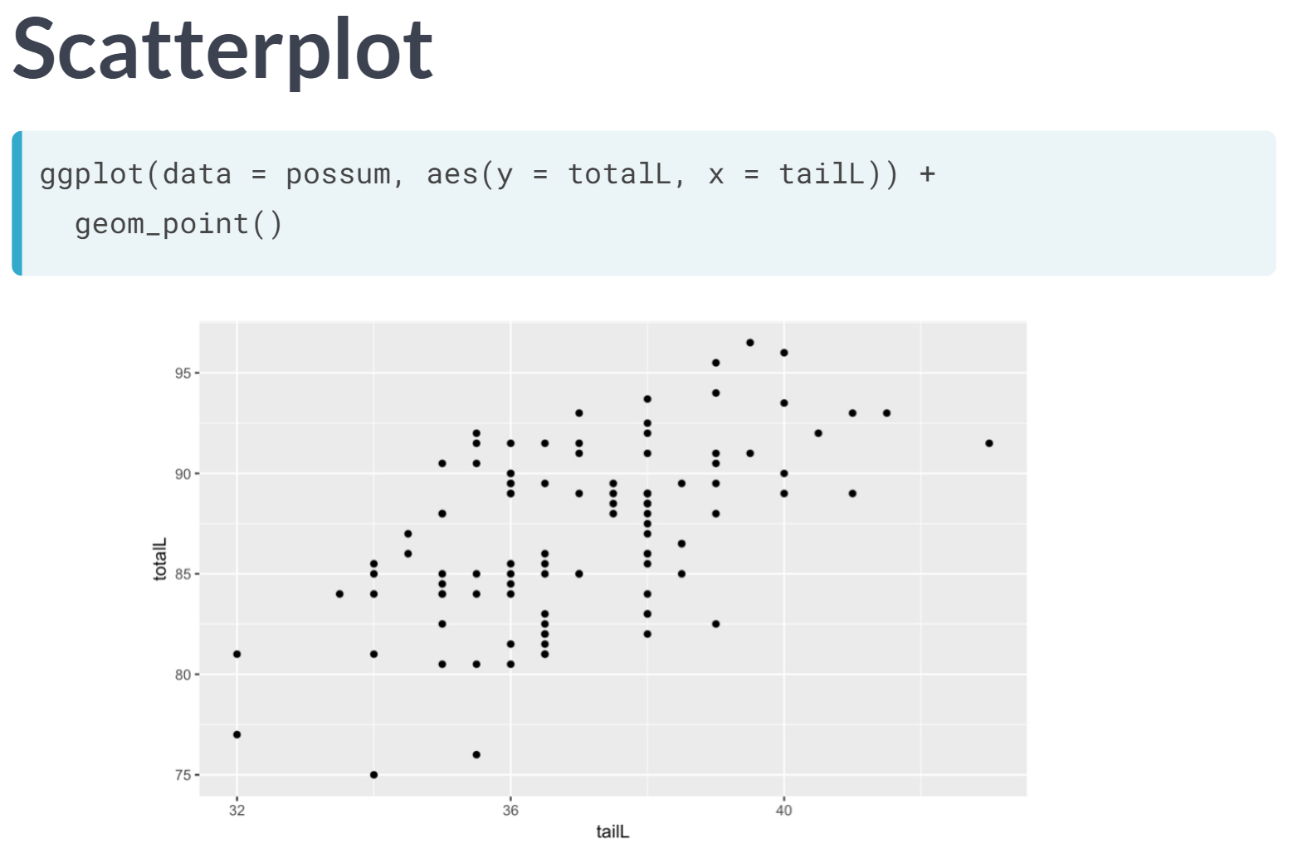 Scatterplot
ggplot(data = possum, aes(y = totalL, x = tailL)) +
  geom_point()
95
90
85
80
75
totalL
32 36 40
tailL